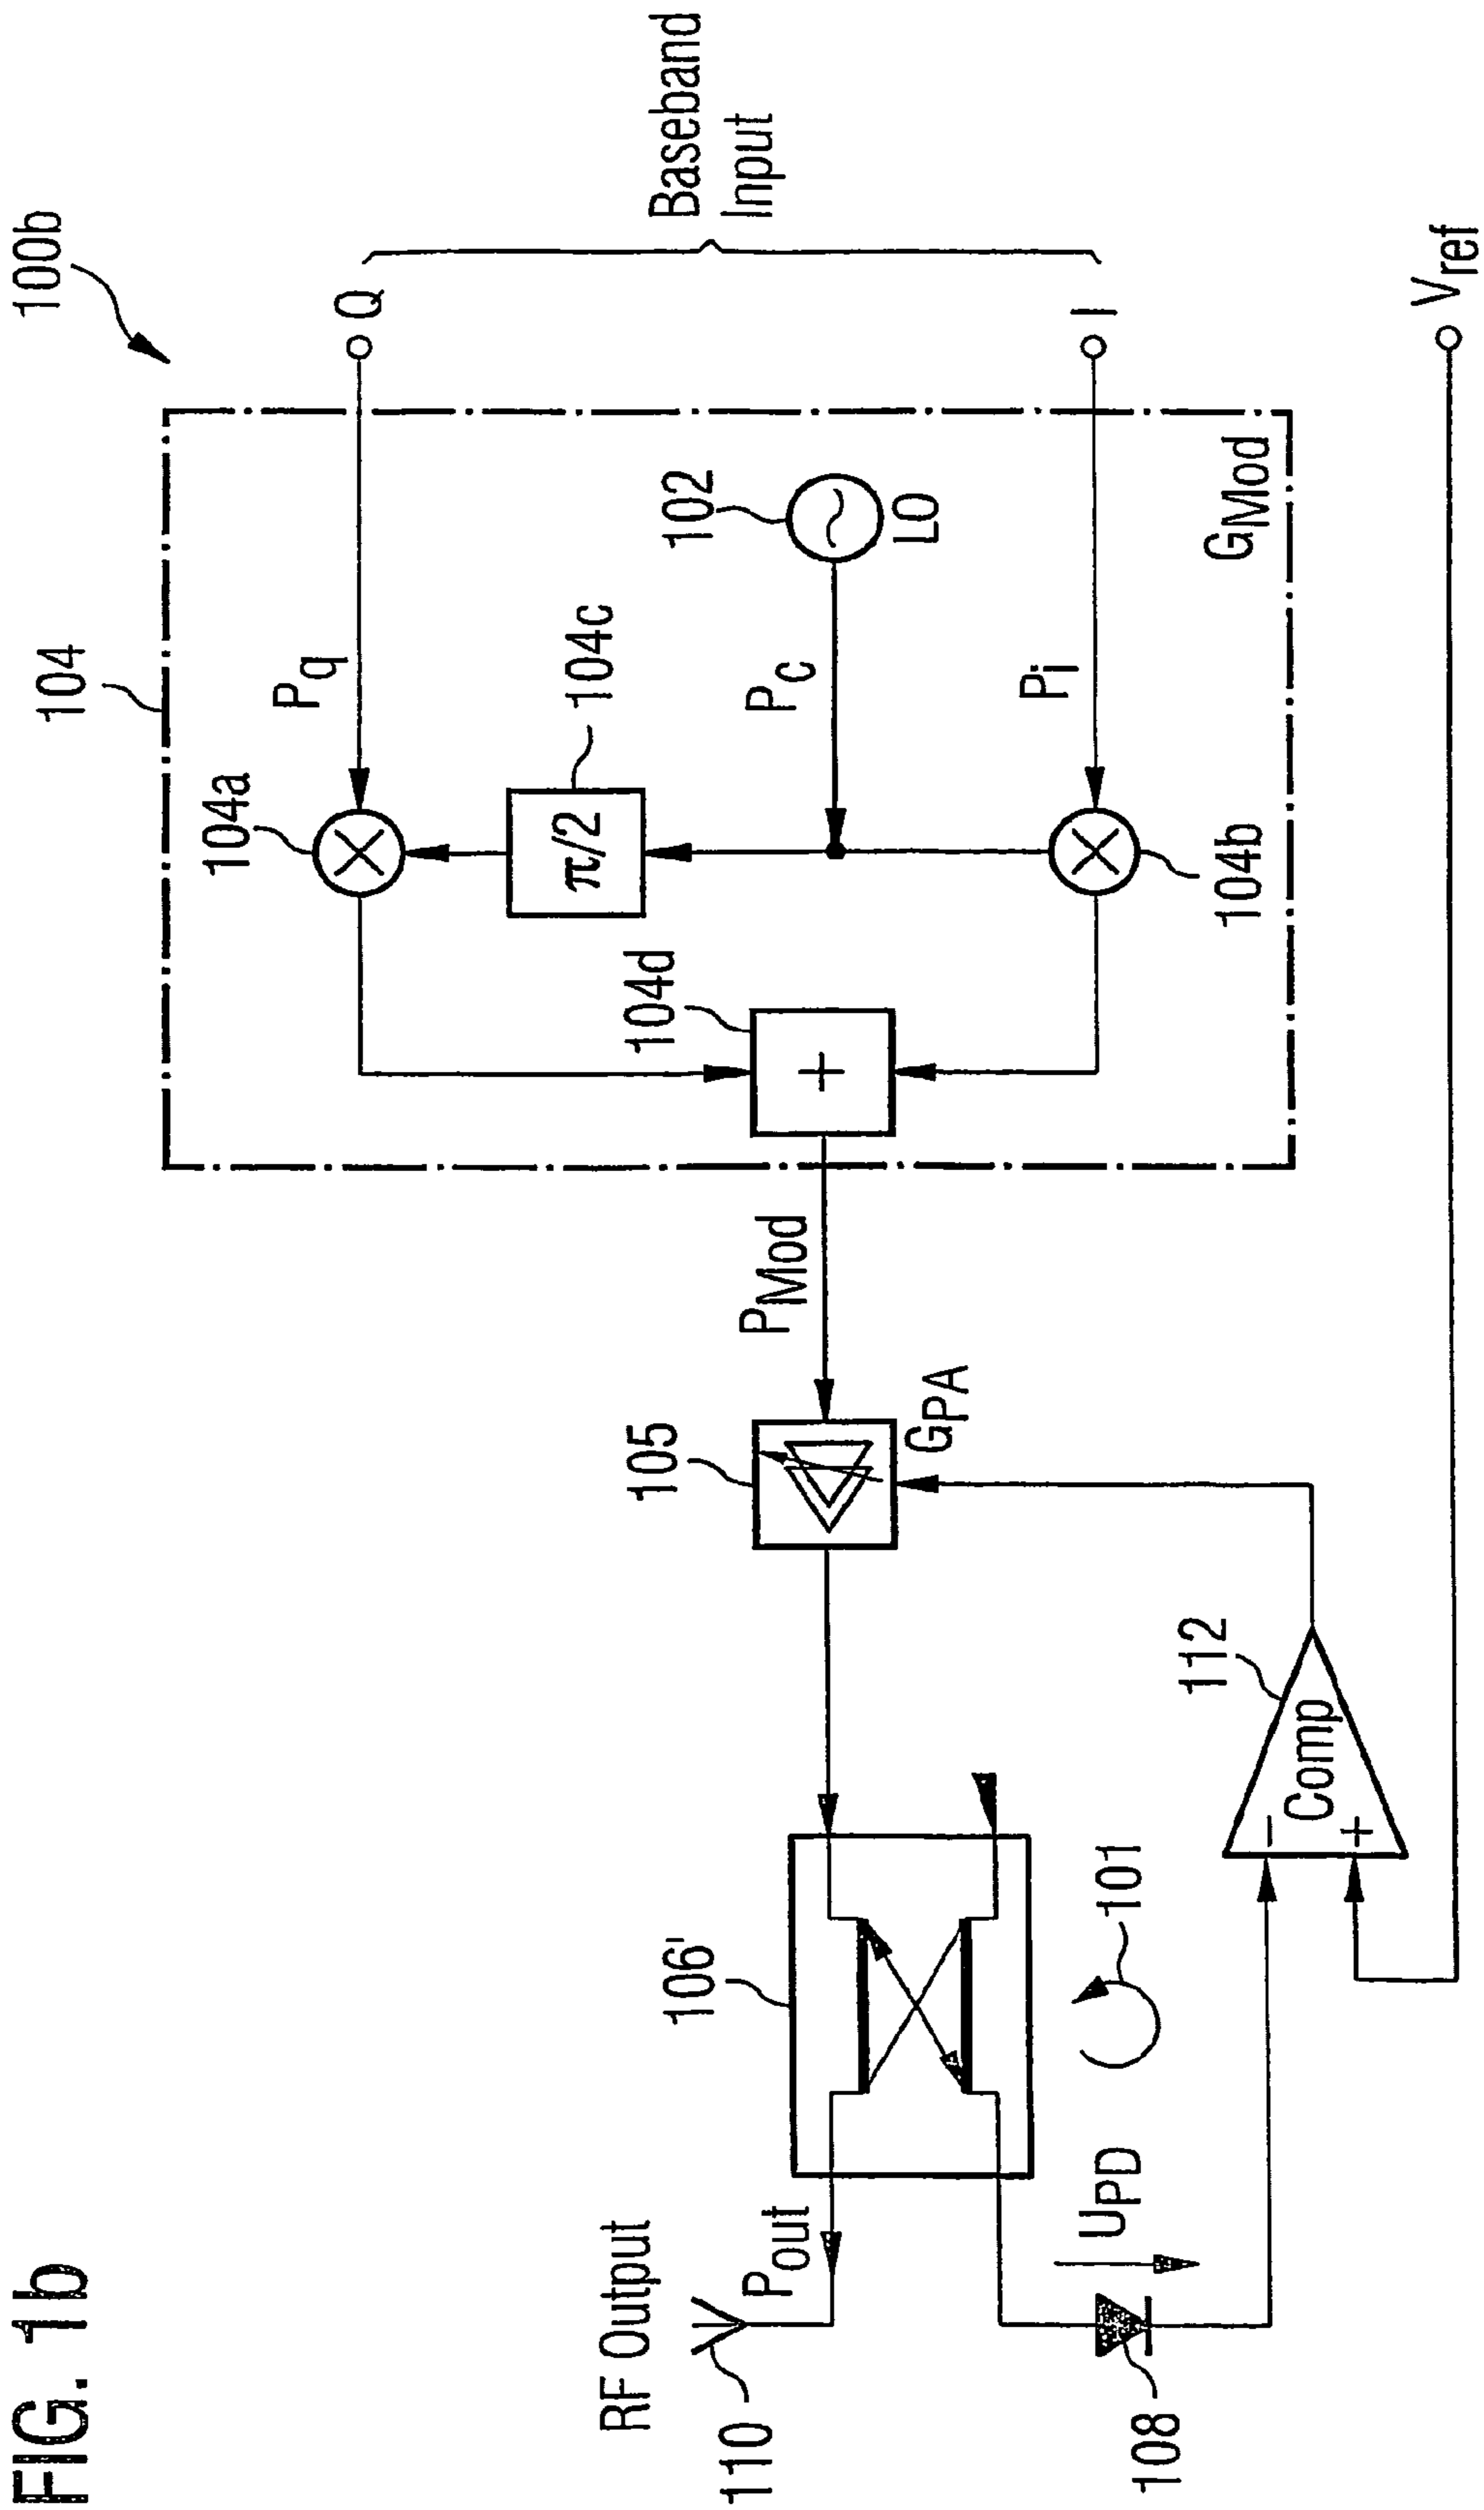 FIG. 1b
100b
104
RF Output
110
Pout
106'
105
PMod
104d
104a
Pq
104c
π/2
102
Pc
LO
Q
Baseband
Input
GPA
+
104b
Pi
I
GMod
UPD
108
101
112
Comp
−
+
Vref